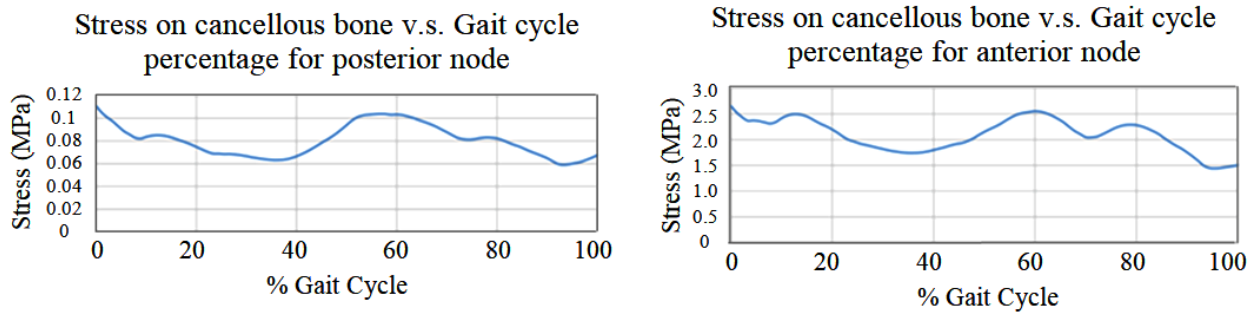 Stress on cancellous bone v.s. Gait cycle
percentage for posterior node
0.12
0.1
0.08
0.06
0.04
0.02
0
Stress (MPa)
0 20 40 60 80 100
% Gait Cycle
Stress on cancellous bone v.s. Gait cycle
percentage for anterior node
3.0
2.5
2.0
1.5
1.0
0.5
0
Stress (MPa)
0 20 40 60 80 100
% Gait Cycle